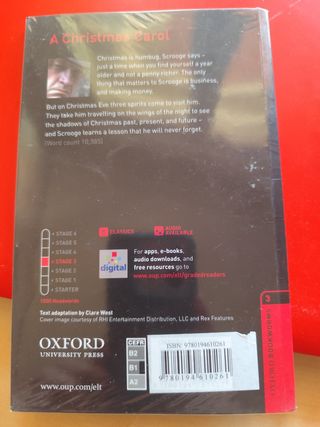 A Christmas Carol
Christmas is humbug, Scrooge says –
just a time when you find yourself a year
older and not a penny richer. The only
thing that matters to Scrooge is business,
and making money.
But on Christmas Eve three spirits come to visit him.
They take him travelling on the wings of the night to see
the shadows of Christmas past, present, and future –
and Scrooge learns a lesson that he will never forget.
(Word count 10,385)
STAGE 6
STAGE 5
STAGE 4
STAGE 3
STAGE 2
STAGE 1
STARTER
1000 Headwords
CLASSICS
AUDIO
AVAILABLE
digital
For apps, e-books,
audio downloads, and
free resources go to
www.oup.com/elt/gradedreaders
Text adaptation by Clare West
Cover image courtesy of RHI Entertainment Distribution, LLC and Rex Features
OXFORD
UNIVERSITY PRESS
www.oup.com/elt
CEFR
B2
B1
A2
ISBN: 9780194610261
9780194610261
3
OXFORD BOOKWORMS